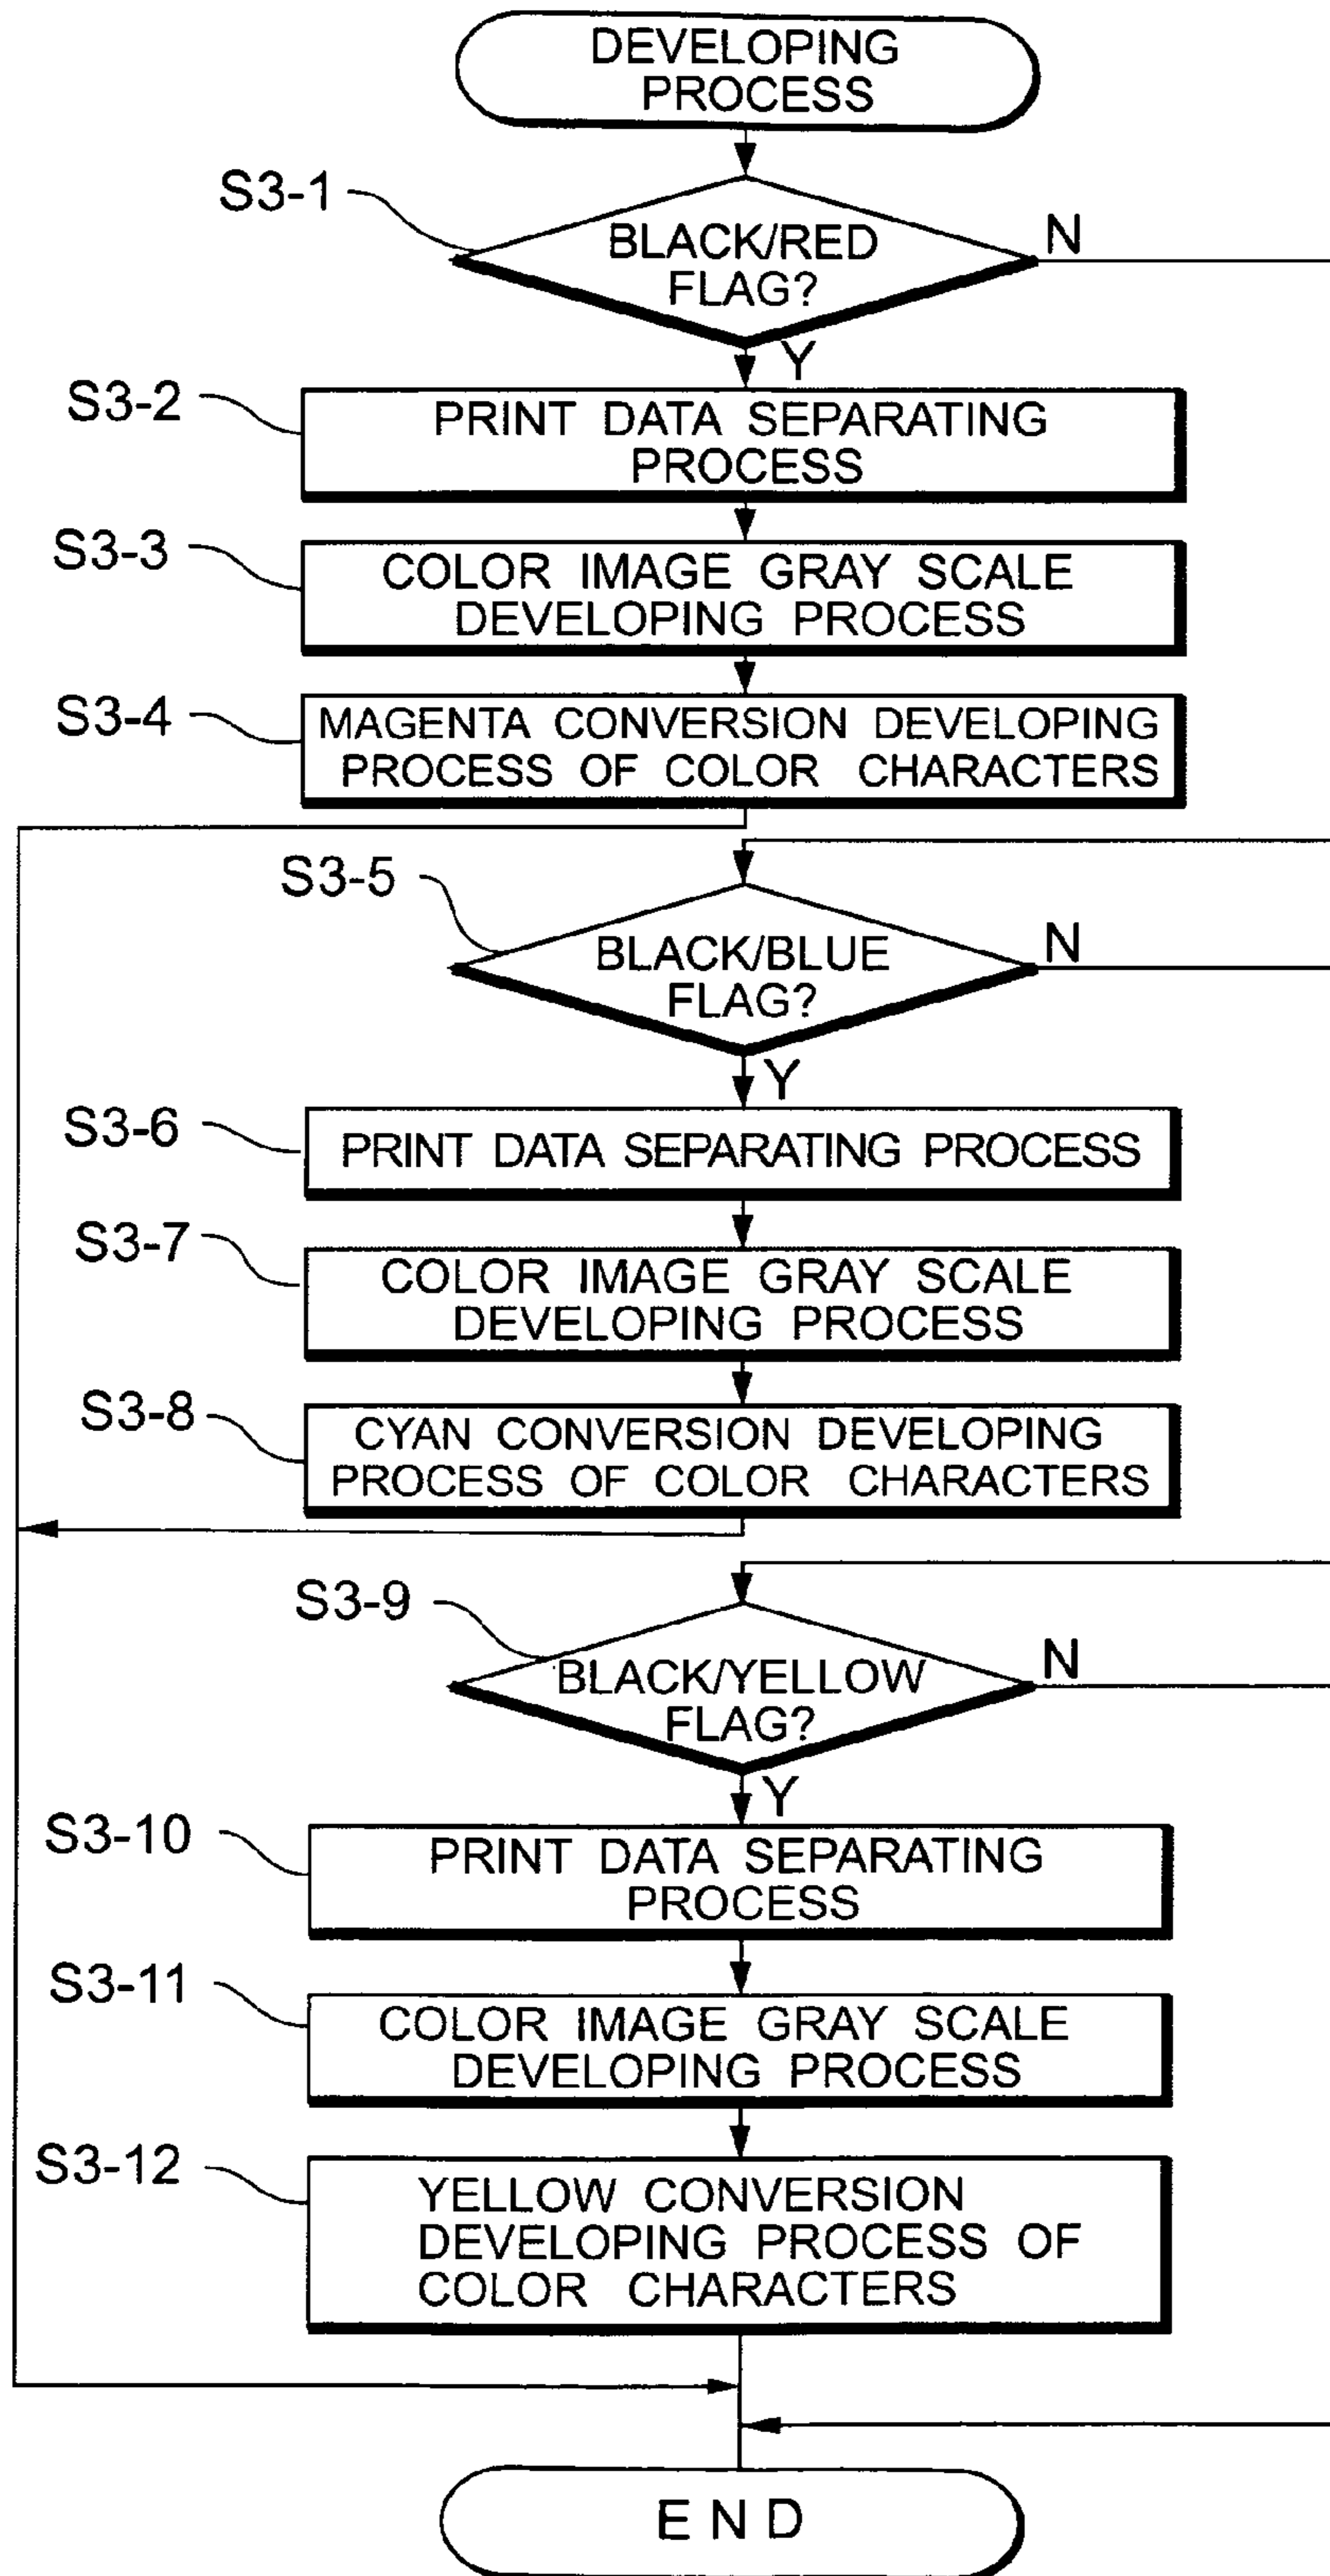 DEVELOPING
PROCESS
S3-1
BLACK/RED
FLAG?
N
Y
S3-2
PRINT DATA SEPARATING
PROCESS
S3-3
COLOR IMAGE GRAY SCALE
DEVELOPING PROCESS
S3-4
MAGENTA CONVERSION DEVELOPING
PROCESS OF COLOR CHARACTERS
S3-5
BLACK/BLUE
FLAG?
N
Y
S3-6
PRINT DATA SEPARATING PROCESS
S3-7
COLOR IMAGE GRAY SCALE
DEVELOPING PROCESS
S3-8
CYAN CONVERSION DEVELOPING
PROCESS OF COLOR CHARACTERS
S3-9
BLACK/YELLOW
FLAG?
N
Y
S3-10
PRINT DATA SEPARATING
PROCESS
S3-11
COLOR IMAGE GRAY SCALE
DEVELOPING PROCESS
S3-12
YELLOW CONVERSION
DEVELOPING PROCESS OF
COLOR CHARACTERS
END